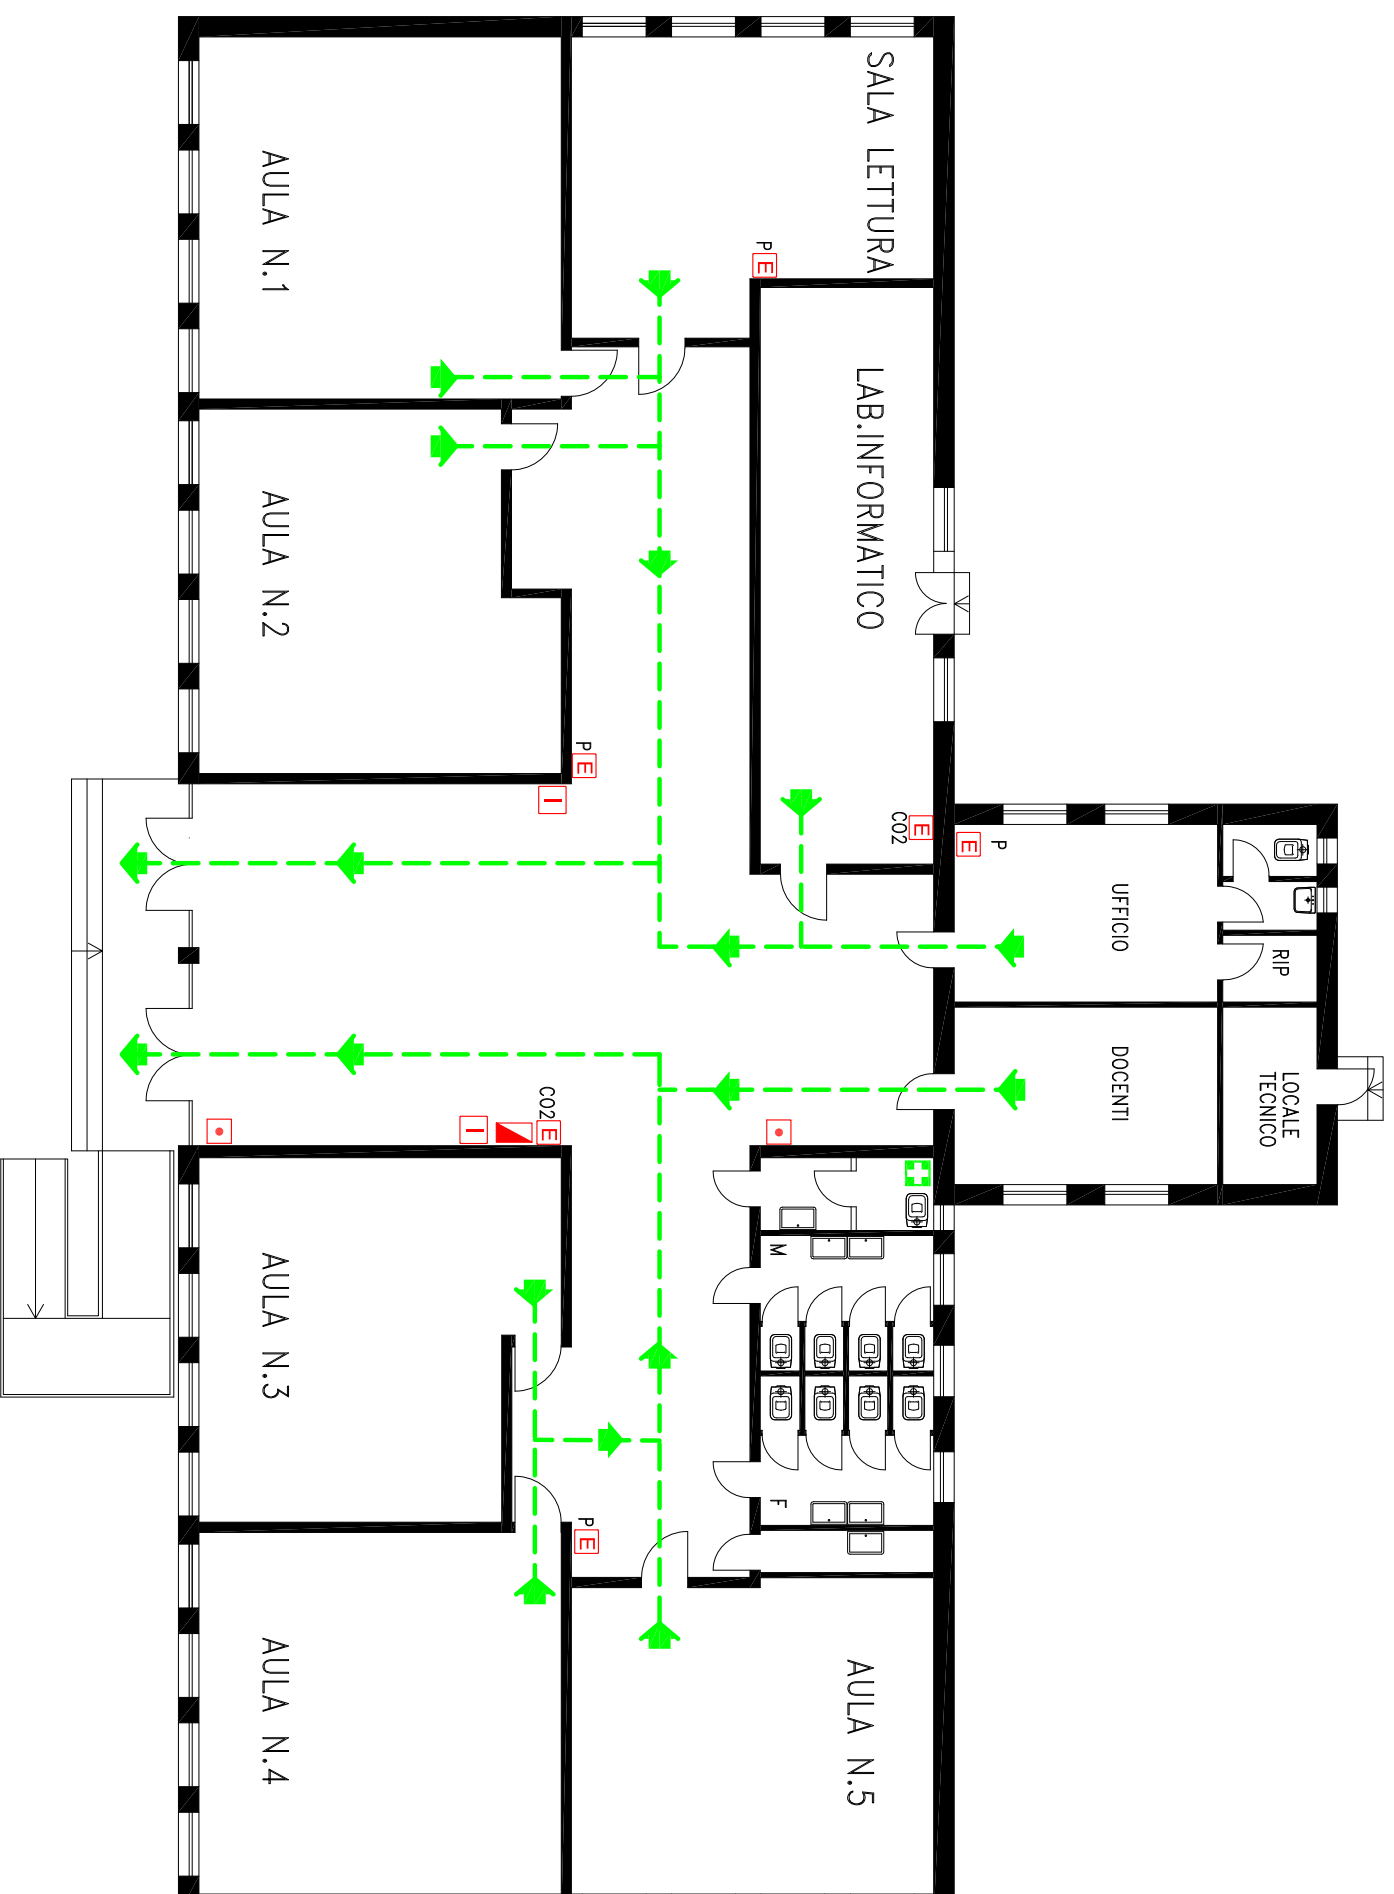 RIP
LOCALE
TECNICO
UFFICIO
DOCENTI
P
E
E
CO2
SALA LETTURA
LAB.INFORMATICO
AULA N.5
M
F
P E
P E
P E
CO2 E
I
I
AULA N.1
AULA N.2
AULA N.3
AULA N.4